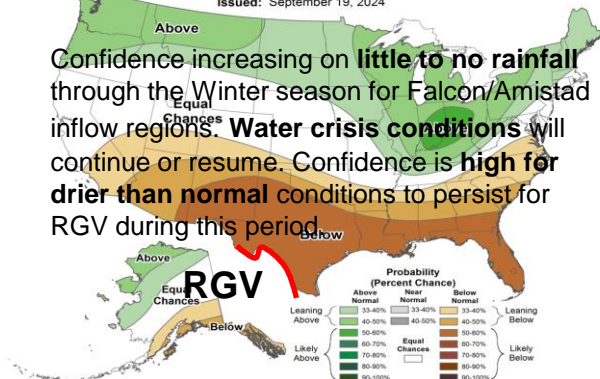 Issued: September 19, 2024
Above
Confidence increasing on little to no rainfall
through the Winter season for Falcon/Amistad
Equal
Chances
inflow regions. Water crisis conditions will
Above
continue or resume. Confidence is high for
drier than normal conditions to persist for
RGV during this period.
Below
Above
Equal
Chances
RGV
Below
Probability
(Percent Chance)
Above Normal
Near Normal
Below Normal
Leaning Above
33-40%
33-40%
33-40%
Leaning Below
40-50%
40-50%
40-50%
Likely Above
50-60%
Equal Chances
50-60%
Likely Below
60-70%
60-70%
70-80%
70-80%
80-90%
80-90%
90-100%
90-100%